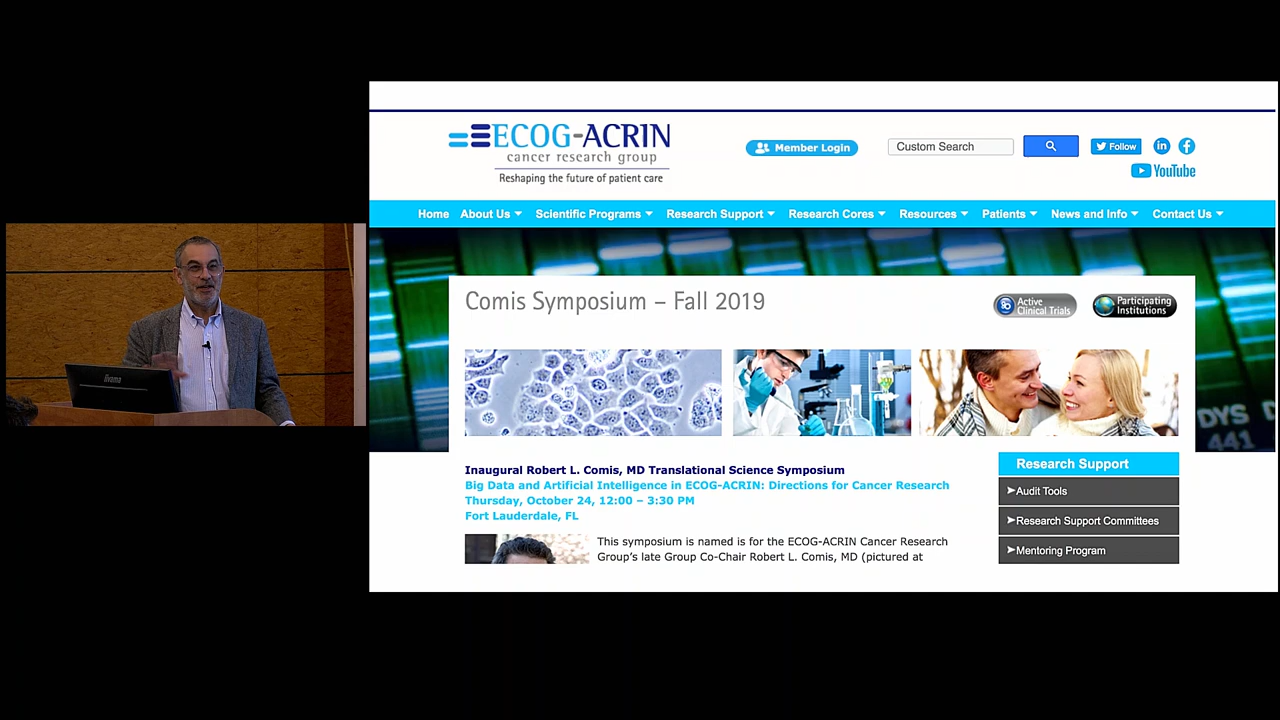 iiyama
ECOG-ACRIN
cancer research group
Reshaping the future of patient care
Member Login
Custom Search
Follow
in
f
YouTube
Home About Us Scientific Programs Research Support Research Cores Resources Patients News and Info Contact Us
Comis Symposium – Fall 2019
Active
Clinical Trials
Participating
Institutions
DYS D
441
Inaugural Robert L. Comis, MD Translational Science Symposium
Big Data and Artificial Intelligence in ECOG-ACRIN: Directions for Cancer Research
Thursday, October 24, 12:00 – 3:30 PM
Fort Lauderdale, FL
This symposium is named is for the ECOG-ACRIN Cancer Research
Group's late Group Co-Chair Robert L. Comis, MD (pictured at
Research Support
➤Audit Tools
➤Research Support Committees
➤Mentoring Program